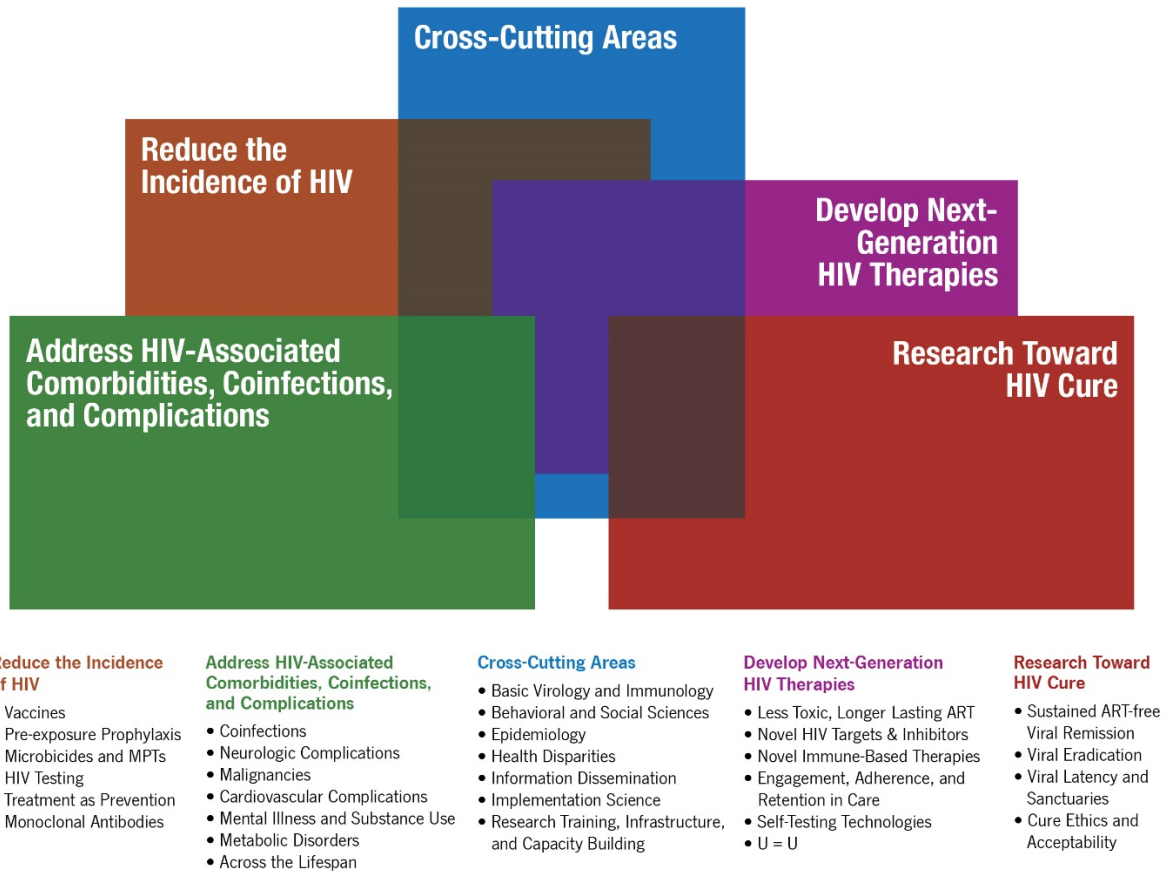 Cross-Cutting Areas
Reduce the
Incidence of HIV
Develop Next-
Generation
HIV Therapies
Address HIV-Associated
Comorbidities, Coinfections,
and Complications
Research Toward
HIV Cure
Reduce the Incidence
of HIV
Vaccines
Pre-exposure Prophylaxis
Microbicides and MPTs
HIV Testing
Treatment as Prevention
Monoclonal Antibodies
Address HIV-Associated
Comorbidities, Coinfections,
and Complications
• Coinfections
• Neurologic Complications
• Malignancies
• Cardiovascular Complications
• Mental Illness and Substance Use
• Metabolic Disorders
• Across the Lifespan
Cross-Cutting Areas
• Basic Virology and Immunology
• Behavioral and Social Sciences
• Epidemiology
• Health Disparities
• Information Dissemination
• Implementation Science
• Research Training, Infrastructure,
and Capacity Building
Develop Next-Generation
HIV Therapies
• Less Toxic, Longer Lasting ART
• Novel HIV Targets & Inhibitors
• Novel Immune-Based Therapies
• Engagement, Adherence, and
Retention in Care
• Self-Testing Technologies
• U = U
Research Toward
HIV Cure
• Sustained ART-free
Viral Remission
• Viral Eradication
• Viral Latency and
Sanctuaries
• Cure Ethics and
Acceptability